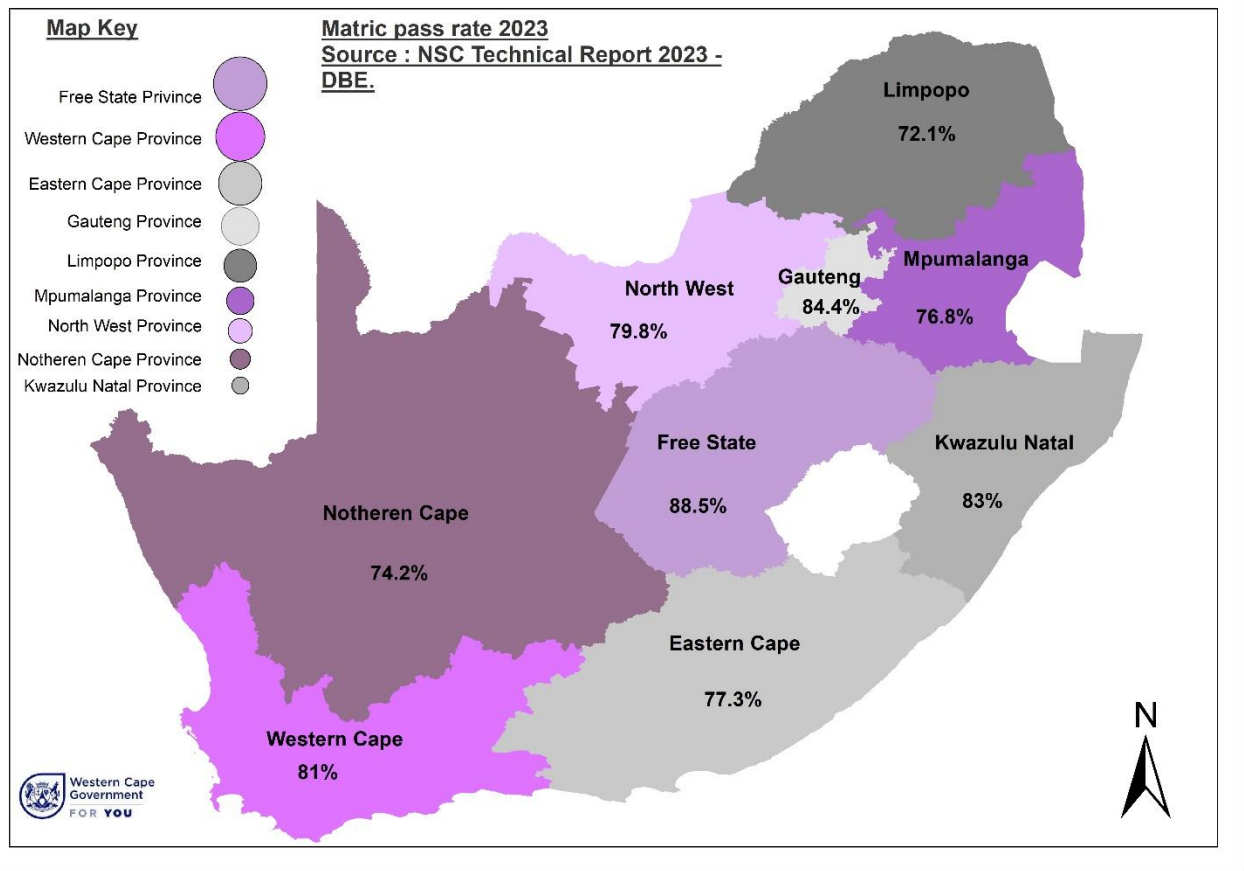 Map Key
Free State Privince
Western Cape Province
Eastern Cape Province
Gauteng Province
Limpopo Province
Mpumalanga Province
North West Province
Notheren Cape Province
Kwazulu Natal Province
Matric pass rate 2023
Source : NSC Technical Report 2023 -
DBE.
Limpopo
72.1%
Mpumalanga
76.8%
Gauteng
84.4%
North West
79.8%
Free State
88.5%
Kwazulu Natal
83%
Notheren Cape
74.2%
Eastern Cape
77.3%
Western Cape
81%
N
Western Cape
Government
FOR YOU